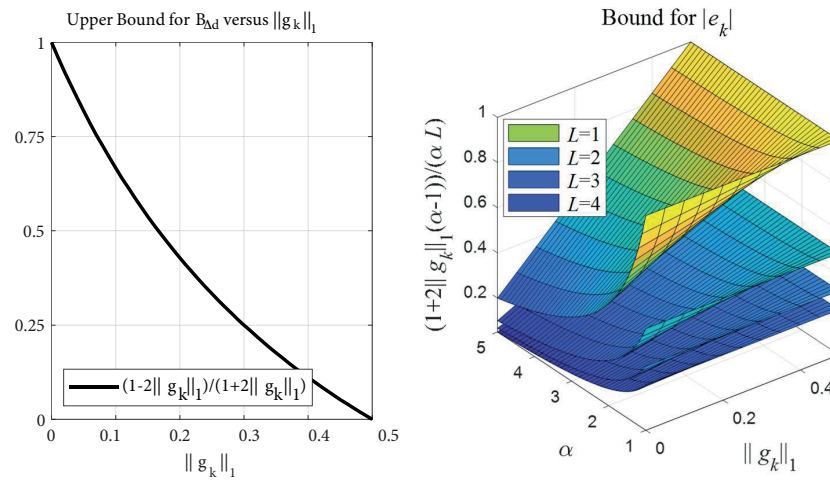 Upper Bound for B_Δd versus ||g_k||_1
1
0.75
0.5
0.25
0
(1-2|| g_k||_1)/(1+2|| g_k||_1)
0
0.1
0.2
0.3
0.4
0.5
|| g_k||_1
Bound for |e_k|
(1+2|| g_k||_1(α-1))/(α L)
1
0.8
0.6
0.4
0.2
L=1
L=2
L=3
L=4
5
4
3
2
1
α
0
0.2
0.4
|| g_k||_1